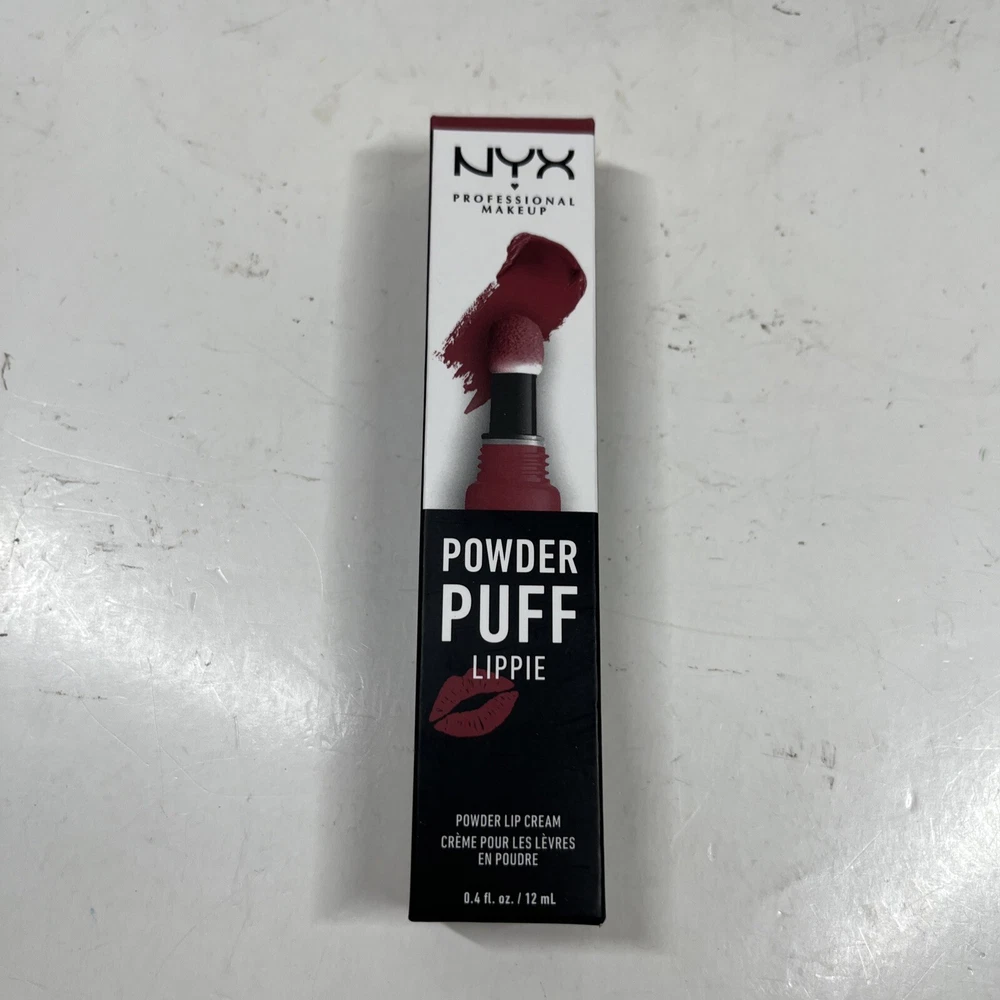 NYX
PROFESSIONAL
MAKEUP
POWDER
PUFF
LIPPIE
POWDER LIP CREAM
CRÈME POUR LES LÈVRES
EN POUDRE
0.4 fl. oz. / 12 mL